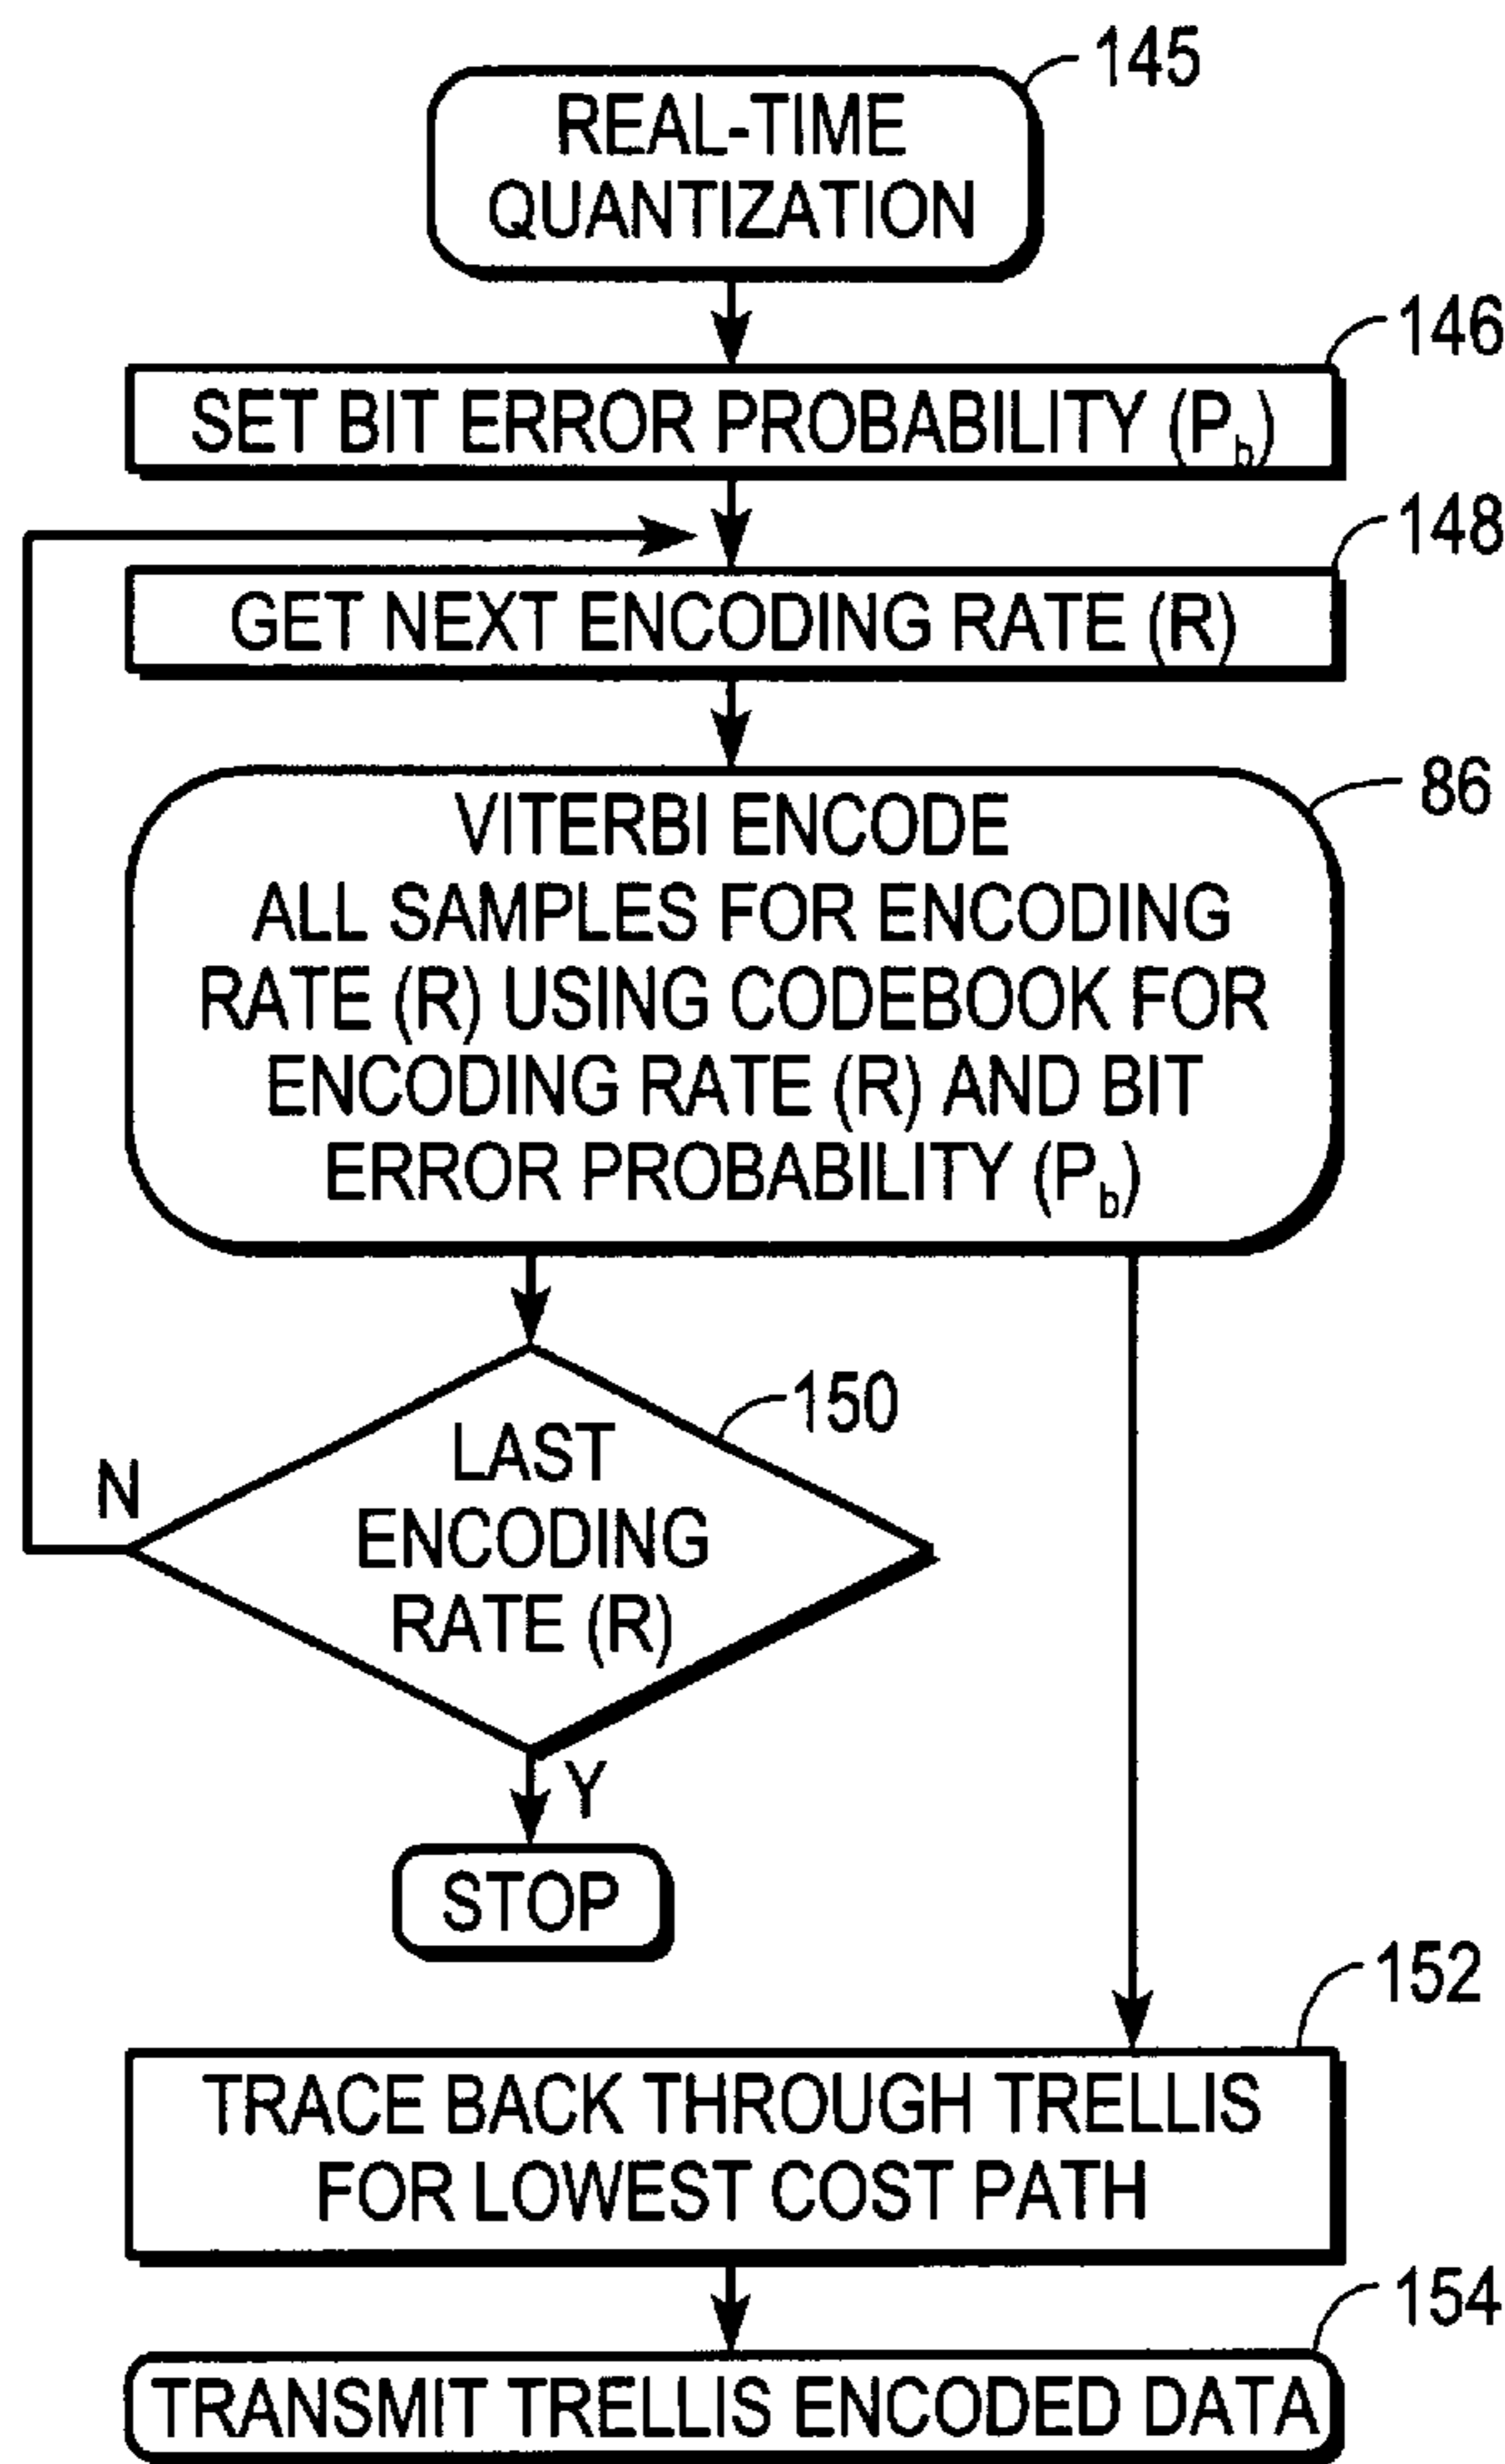 145
REAL-TIME
QUANTIZATION
146
SET BIT ERROR PROBABILITY (Pb)
148
GET NEXT ENCODING RATE (R)
86
VITERBI ENCODE
ALL SAMPLES FOR ENCODING
RATE (R) USING CODEBOOK FOR
ENCODING RATE (R) AND BIT
ERROR PROBABILITY (Pb)
150
LAST
ENCODING
RATE (R)
N
Y
STOP
152
TRACE BACK THROUGH TRELLIS
FOR LOWEST COST PATH
154
TRANSMIT TRELLIS ENCODED DATA